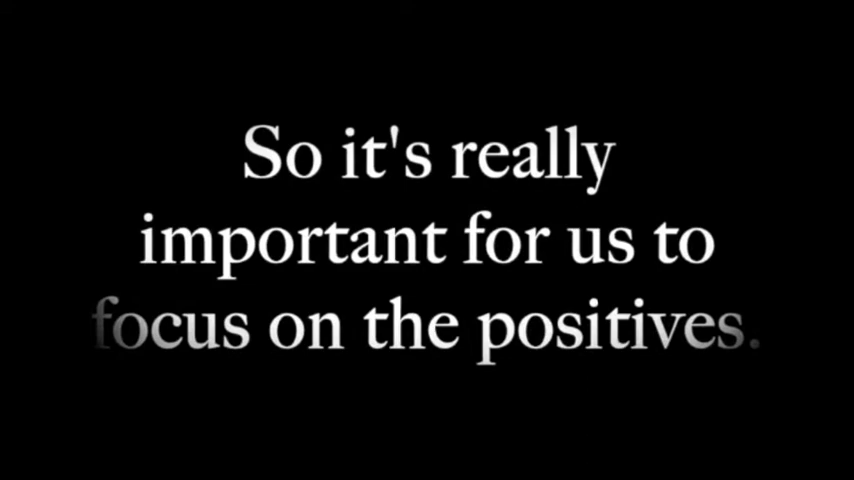 So it's really
important for us to
focus on the positives.